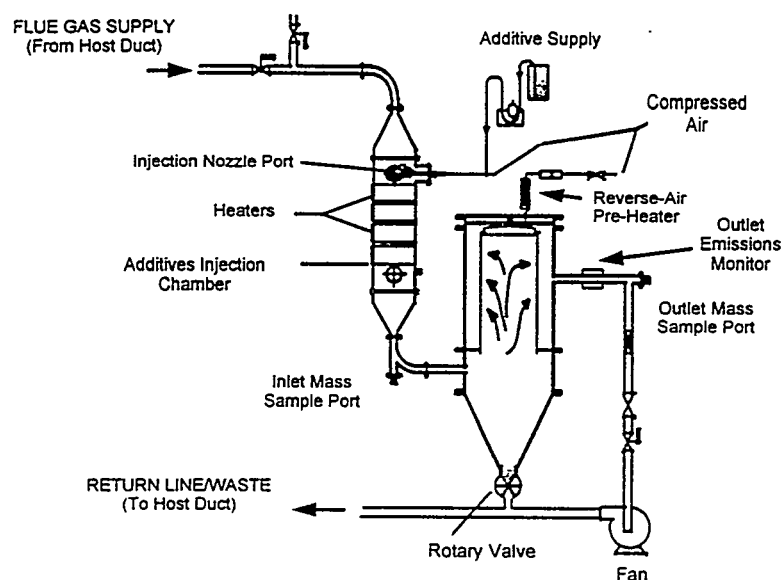 FLUE GAS SUPPLY
(From Host Duct)
Additive Supply
Compressed
Air
Injection Nozzle Port
Reverse-Air
Pre-Heater
Heaters
Outlet
Emissions
Monitor
Additives Injection
Chamber
Outlet Mass
Sample Port
Inlet Mass
Sample Port
RETURN LINE/WASTE
(To Host Duct)
Rotary Valve
Fan